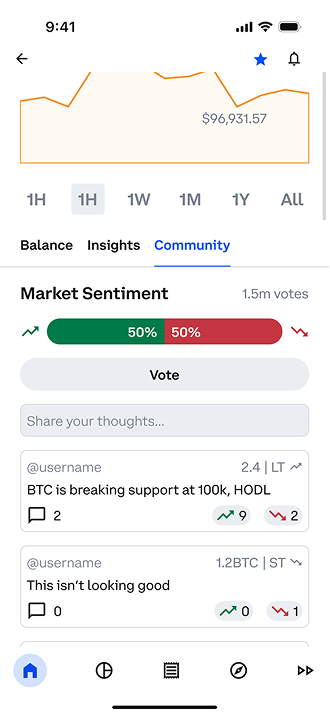 9:41
$96,931.57
1H 1H 1W 1M 1Y All
Balance Insights Community
Market Sentiment 1.5m votes
50% 50%
Vote
Share your thoughts...
@username 2.4 | LT
BTC is breaking support at 100k, HODL
2 9 2
@username 1.2BTC | ST
This isn't looking good
0 0 1